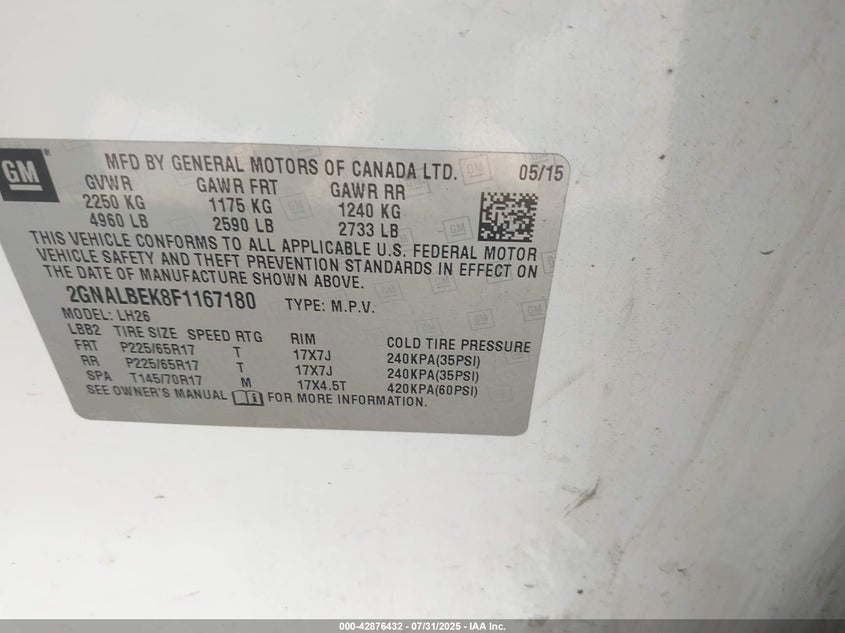 GM ®
MFD BY GENERAL MOTORS OF CANADA LTD. 05/15
GVWR GAWR FRT GAWR RR
2250 KG 1175 KG 1240 KG
4960 LB 2590 LB 2733 LB
THIS VEHICLE CONFORMS TO ALL APPLICABLE U.S. FEDERAL MOTOR
VEHICLE SAFETY AND THEFT PREVENTION STANDARDS IN EFFECT ON
THE DATE OF MANUFACTURE SHOWN ABOVE.
2GNALBEK8F1167180 TYPE: M.P.V.
MODEL: LH26
LBB2 TIRE SIZE SPEED RTG RIM COLD TIRE PRESSURE
FRT P225/65R17 T 17X7J 240KPA(35PSI)
RR P225/65R17 T 17X7J 240KPA(35PSI)
SPA T145/70R17 M 17X4.5T 420KPA(60PSI)
SEE OWNER'S MANUAL i FOR MORE INFORMATION.
000-42876432 - 07/31/2025 - IAA Inc.